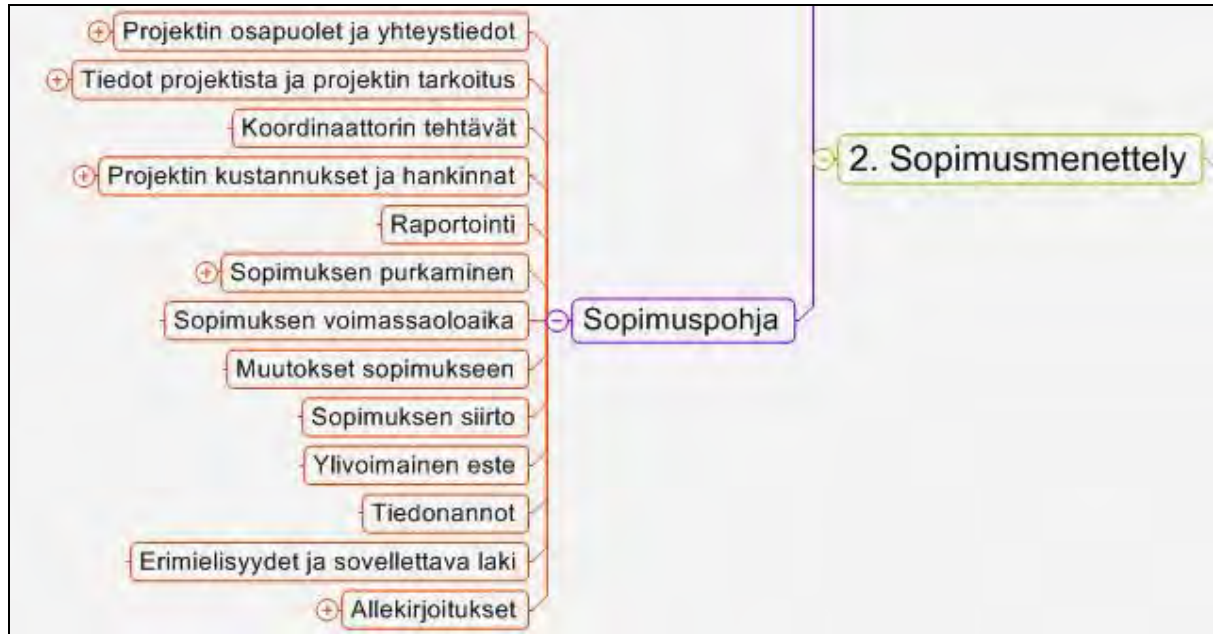 Projektin osapuolet ja yhteystiedot
Tiedot projektista ja projektin tarkoitus
Koordinaattorin tehtävät
Projektin kustannukset ja hankinnat
Raportointi
Sopimuksen purkaminen
Sopimuksen voimassaoloaika
Muutokset sopimukseen
Sopimuksen siirto
Ylivoimainen este
Tiedonannot
Erimielisyydet ja sovellettava laki
Allekirjoitukset
Sopimuspohja
2. Sopimusmenettely